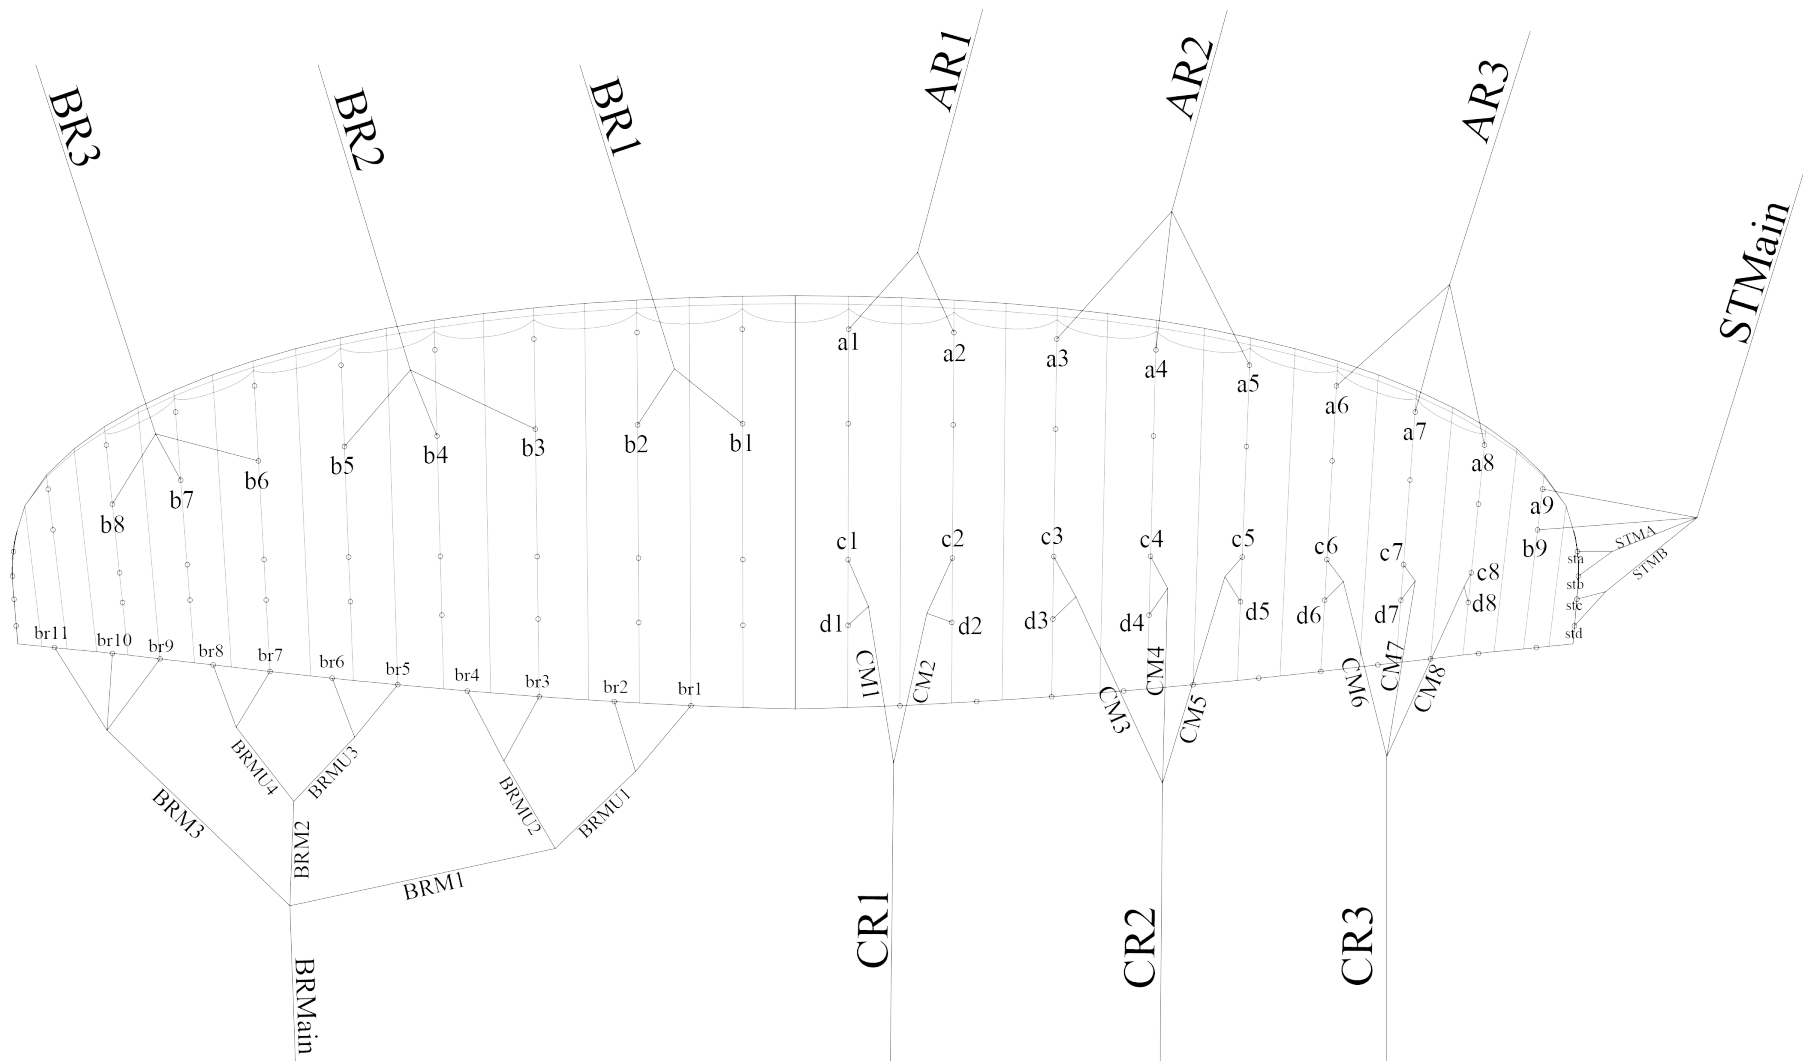 BR3
BR2
BR1
AR1
AR2
AR3
STMain
a1
a2
a3
a4
a5
a6
a7
a8
a9
b9
b8
b7
b6
b5
b4
b3
b2
b1
c1
c2
c3
c4
c5
c6
c7
c8
d1
d2
d3
d4
d5
d6
d7
d8
STMA
STMB
sta
stb
stc
std
br11
br10
br9
br8
br7
br6
br5
br4
br3
br2
br1
CM1
CM2
CM3
CM4
CM5
CM6
CM7
CM8
BRMU4
BRMU3
BRMU2
BRMU1
BRM3
BRM2
BRM1
BRMain
CR1
CR2
CR3